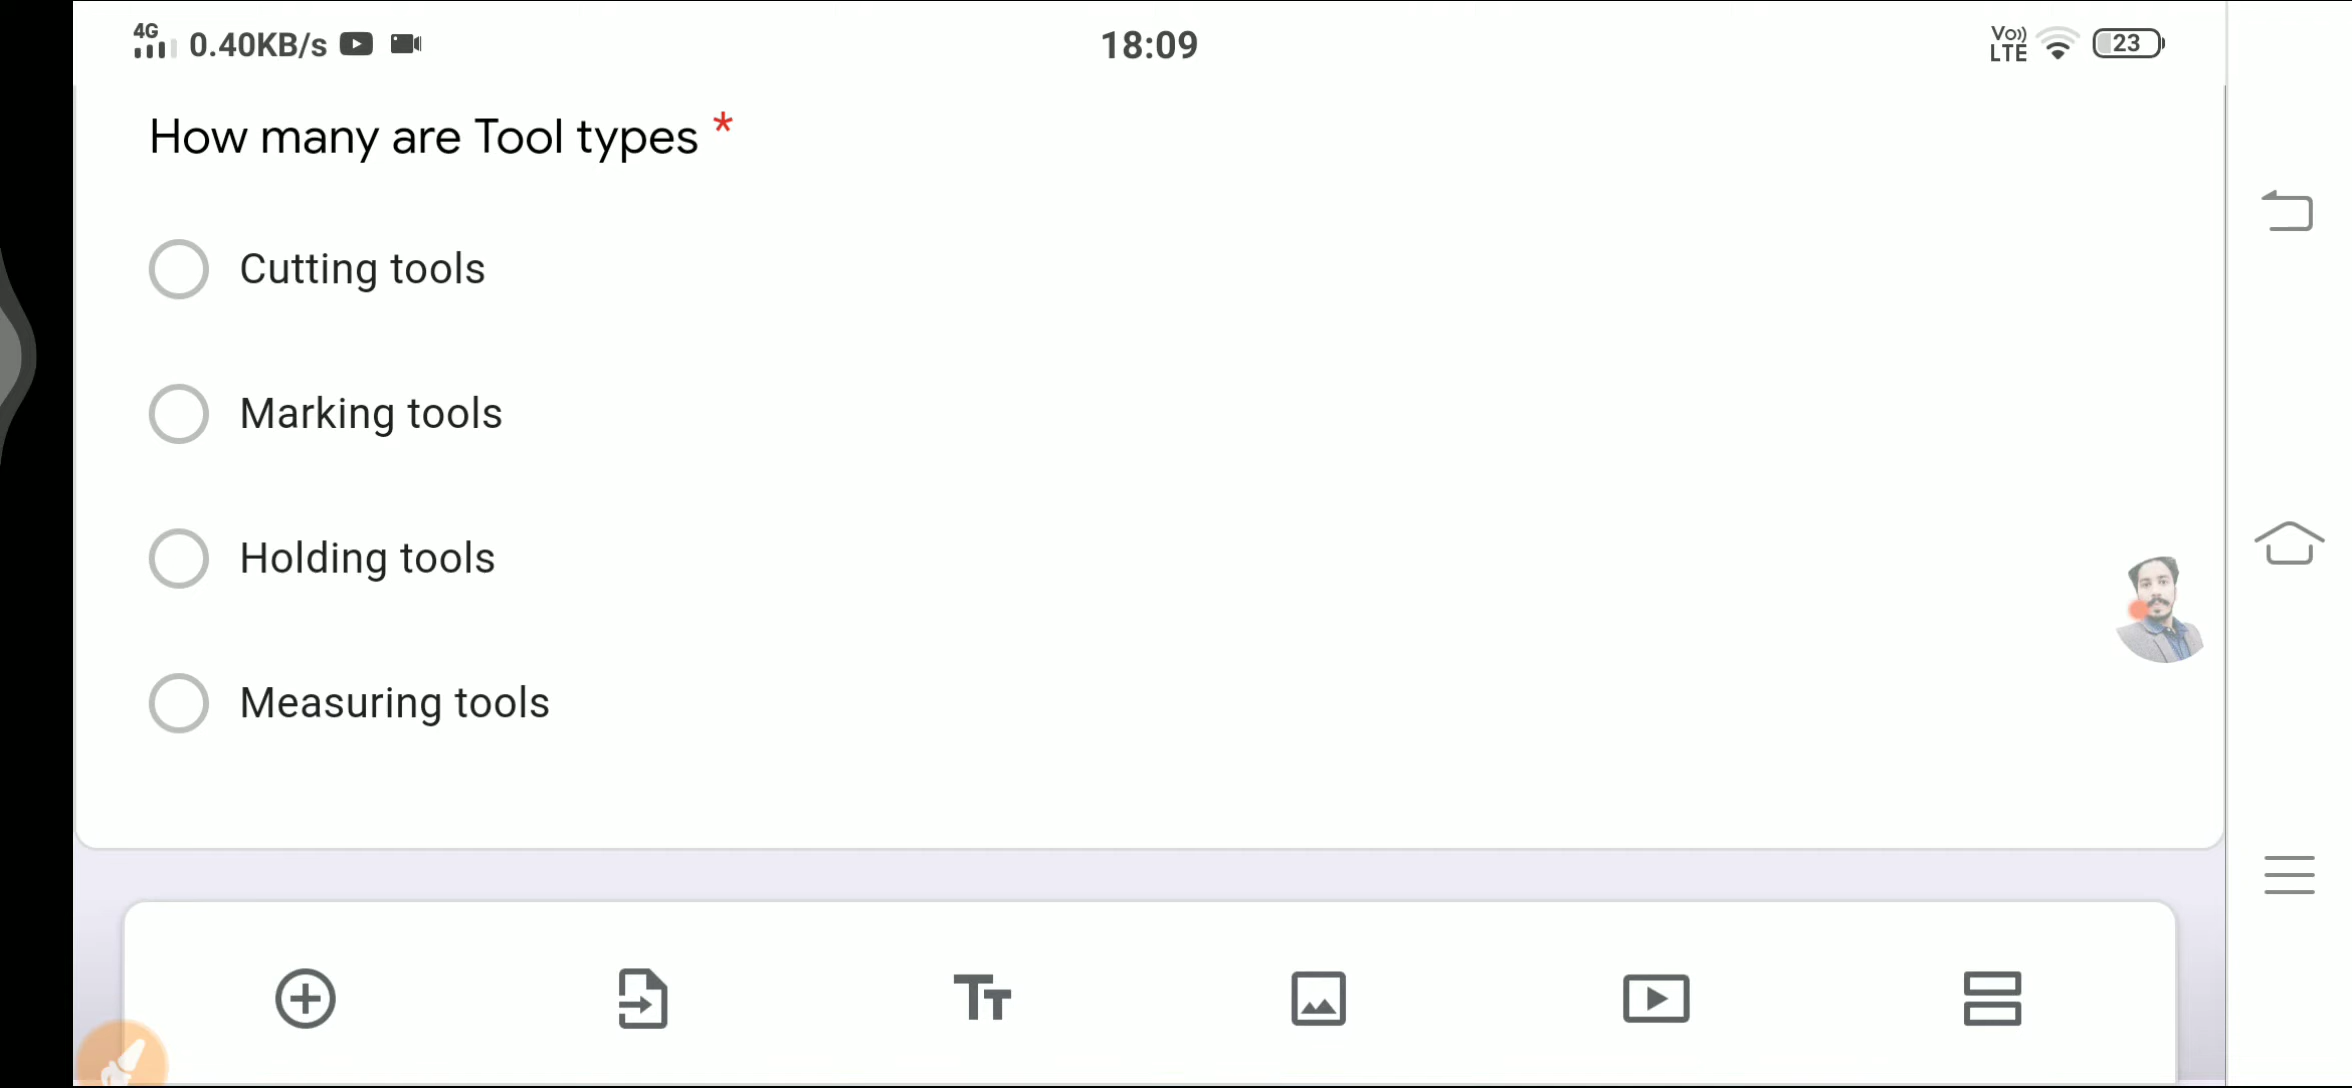 4G 0.40KB/s 18:09 Vo)) LTE 23
How many are Tool types *
Cutting tools
Marking tools
Holding tools
Measuring tools
Tт